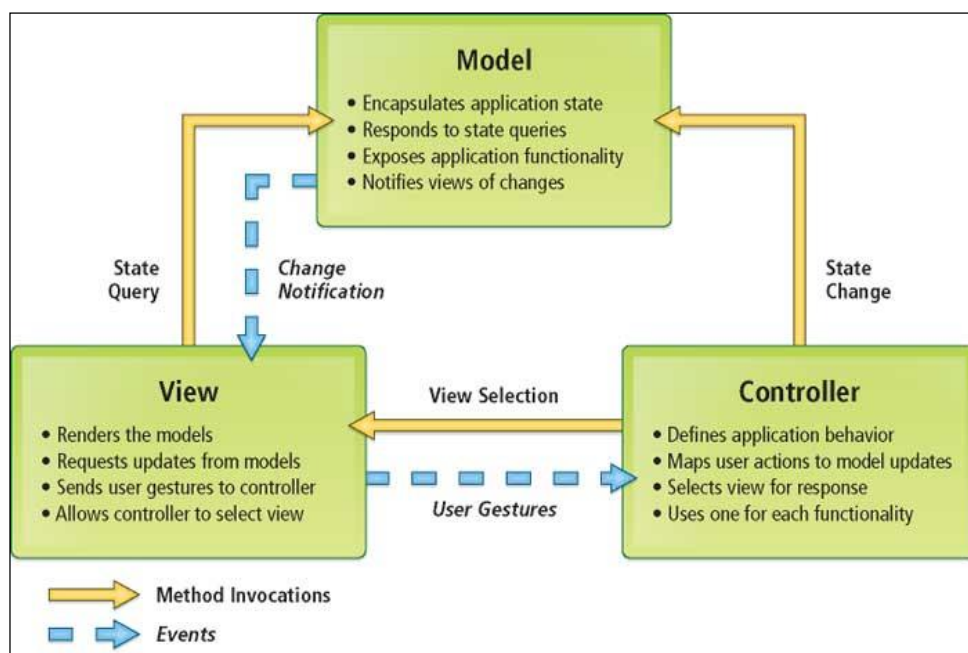 Model
• Encapsulates application state
• Responds to state queries
• Exposes application functionality
• Notifies views of changes
State
Query
Change
Notification
State
Change
View
• Renders the models
• Requests updates from models
• Sends user gestures to controller
• Allows controller to select view
View Selection
User Gestures
Controller
• Defines application behavior
• Maps user actions to model updates
• Selects view for response
• Uses one for each functionality
Method Invocations
Events